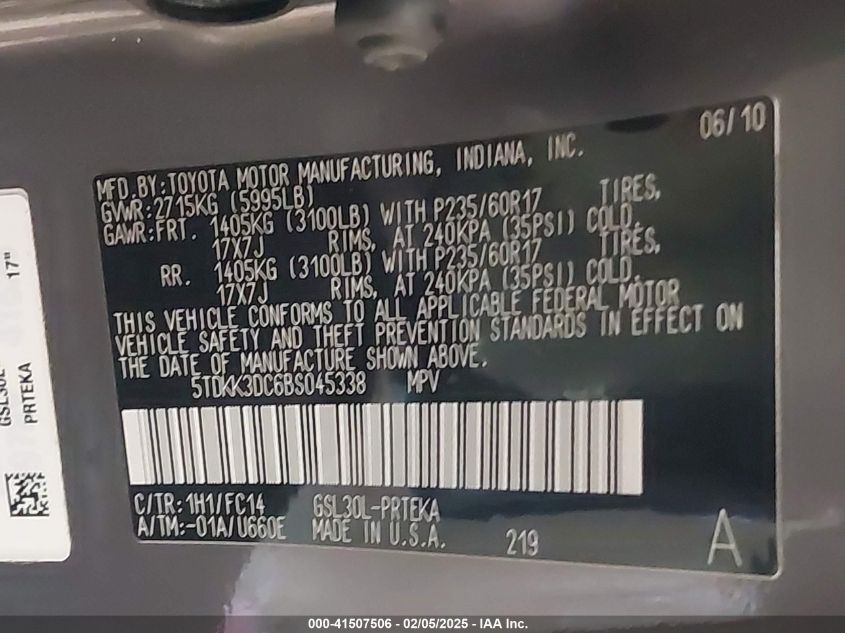 06/10
MFD.BY:TOYOTA MOTOR MANUFACTURING, INDIANA, INC.
GVWR:2715KG (5995LB)
GAWR:FRT. 1405KG (3100LB) WITH P235/60R17 TIRES,
17X7J RIMS, AT 240KPA (35PSI) COLD.
RR. 1405KG (3100LB) WITH P235/60R17 TIRES,
17X7J RIMS, AT 240KPA (35PSI) COLD.
THIS VEHICLE CONFORMS TO ALL APPLICABLE FEDERAL MOTOR
VEHICLE SAFETY AND THEFT PREVENTION STANDARDS IN EFFECT ON
THE DATE OF MANUFACTURE SHOWN ABOVE.
5TDKK3DC6BS045338 MPV
C/TR:1H1/FC14 GSL30L-PRTEKA
A/TM:-01A/U660E MADE IN U.S.A. 219 A
17"
GSL30L-
PRTEKA
000-41507506 - 02/05/2025 - IAA Inc.